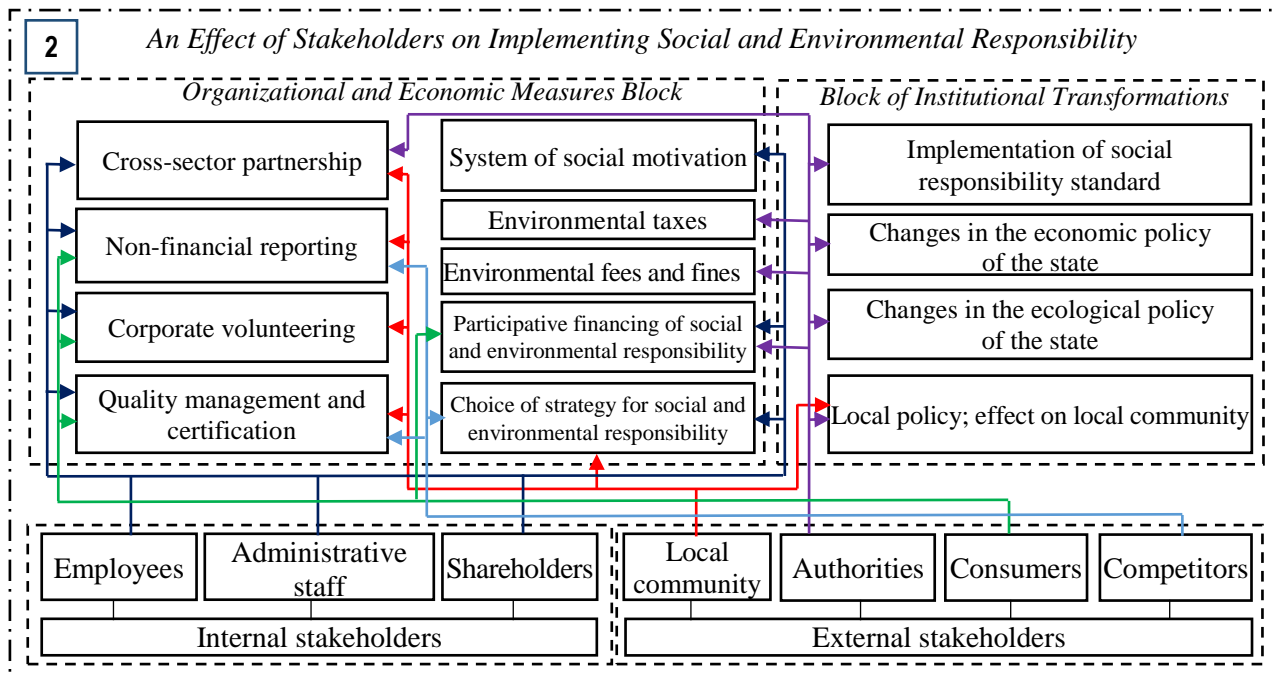 2
An Effect of Stakeholders on Implementing Social and Environmental Responsibility
Organizational and Economic Measures Block
Cross-sector partnership
Non-financial reporting
Corporate volunteering
Quality management and
certification
System of social motivation
Environmental taxes
Environmental fees and fines
Participative financing of social
and environmental responsibility
Choice of strategy for social and
environmental responsibility
Block of Institutional Transformations
Implementation of social
responsibility standard
Changes in the economic policy
of the state
Changes in the ecological policy
of the state
Local policy; effect on local community
Employees
Administrative
staff
Shareholders
Internal stakeholders
Local
community
Authorities
Consumers
Competitors
External stakeholders